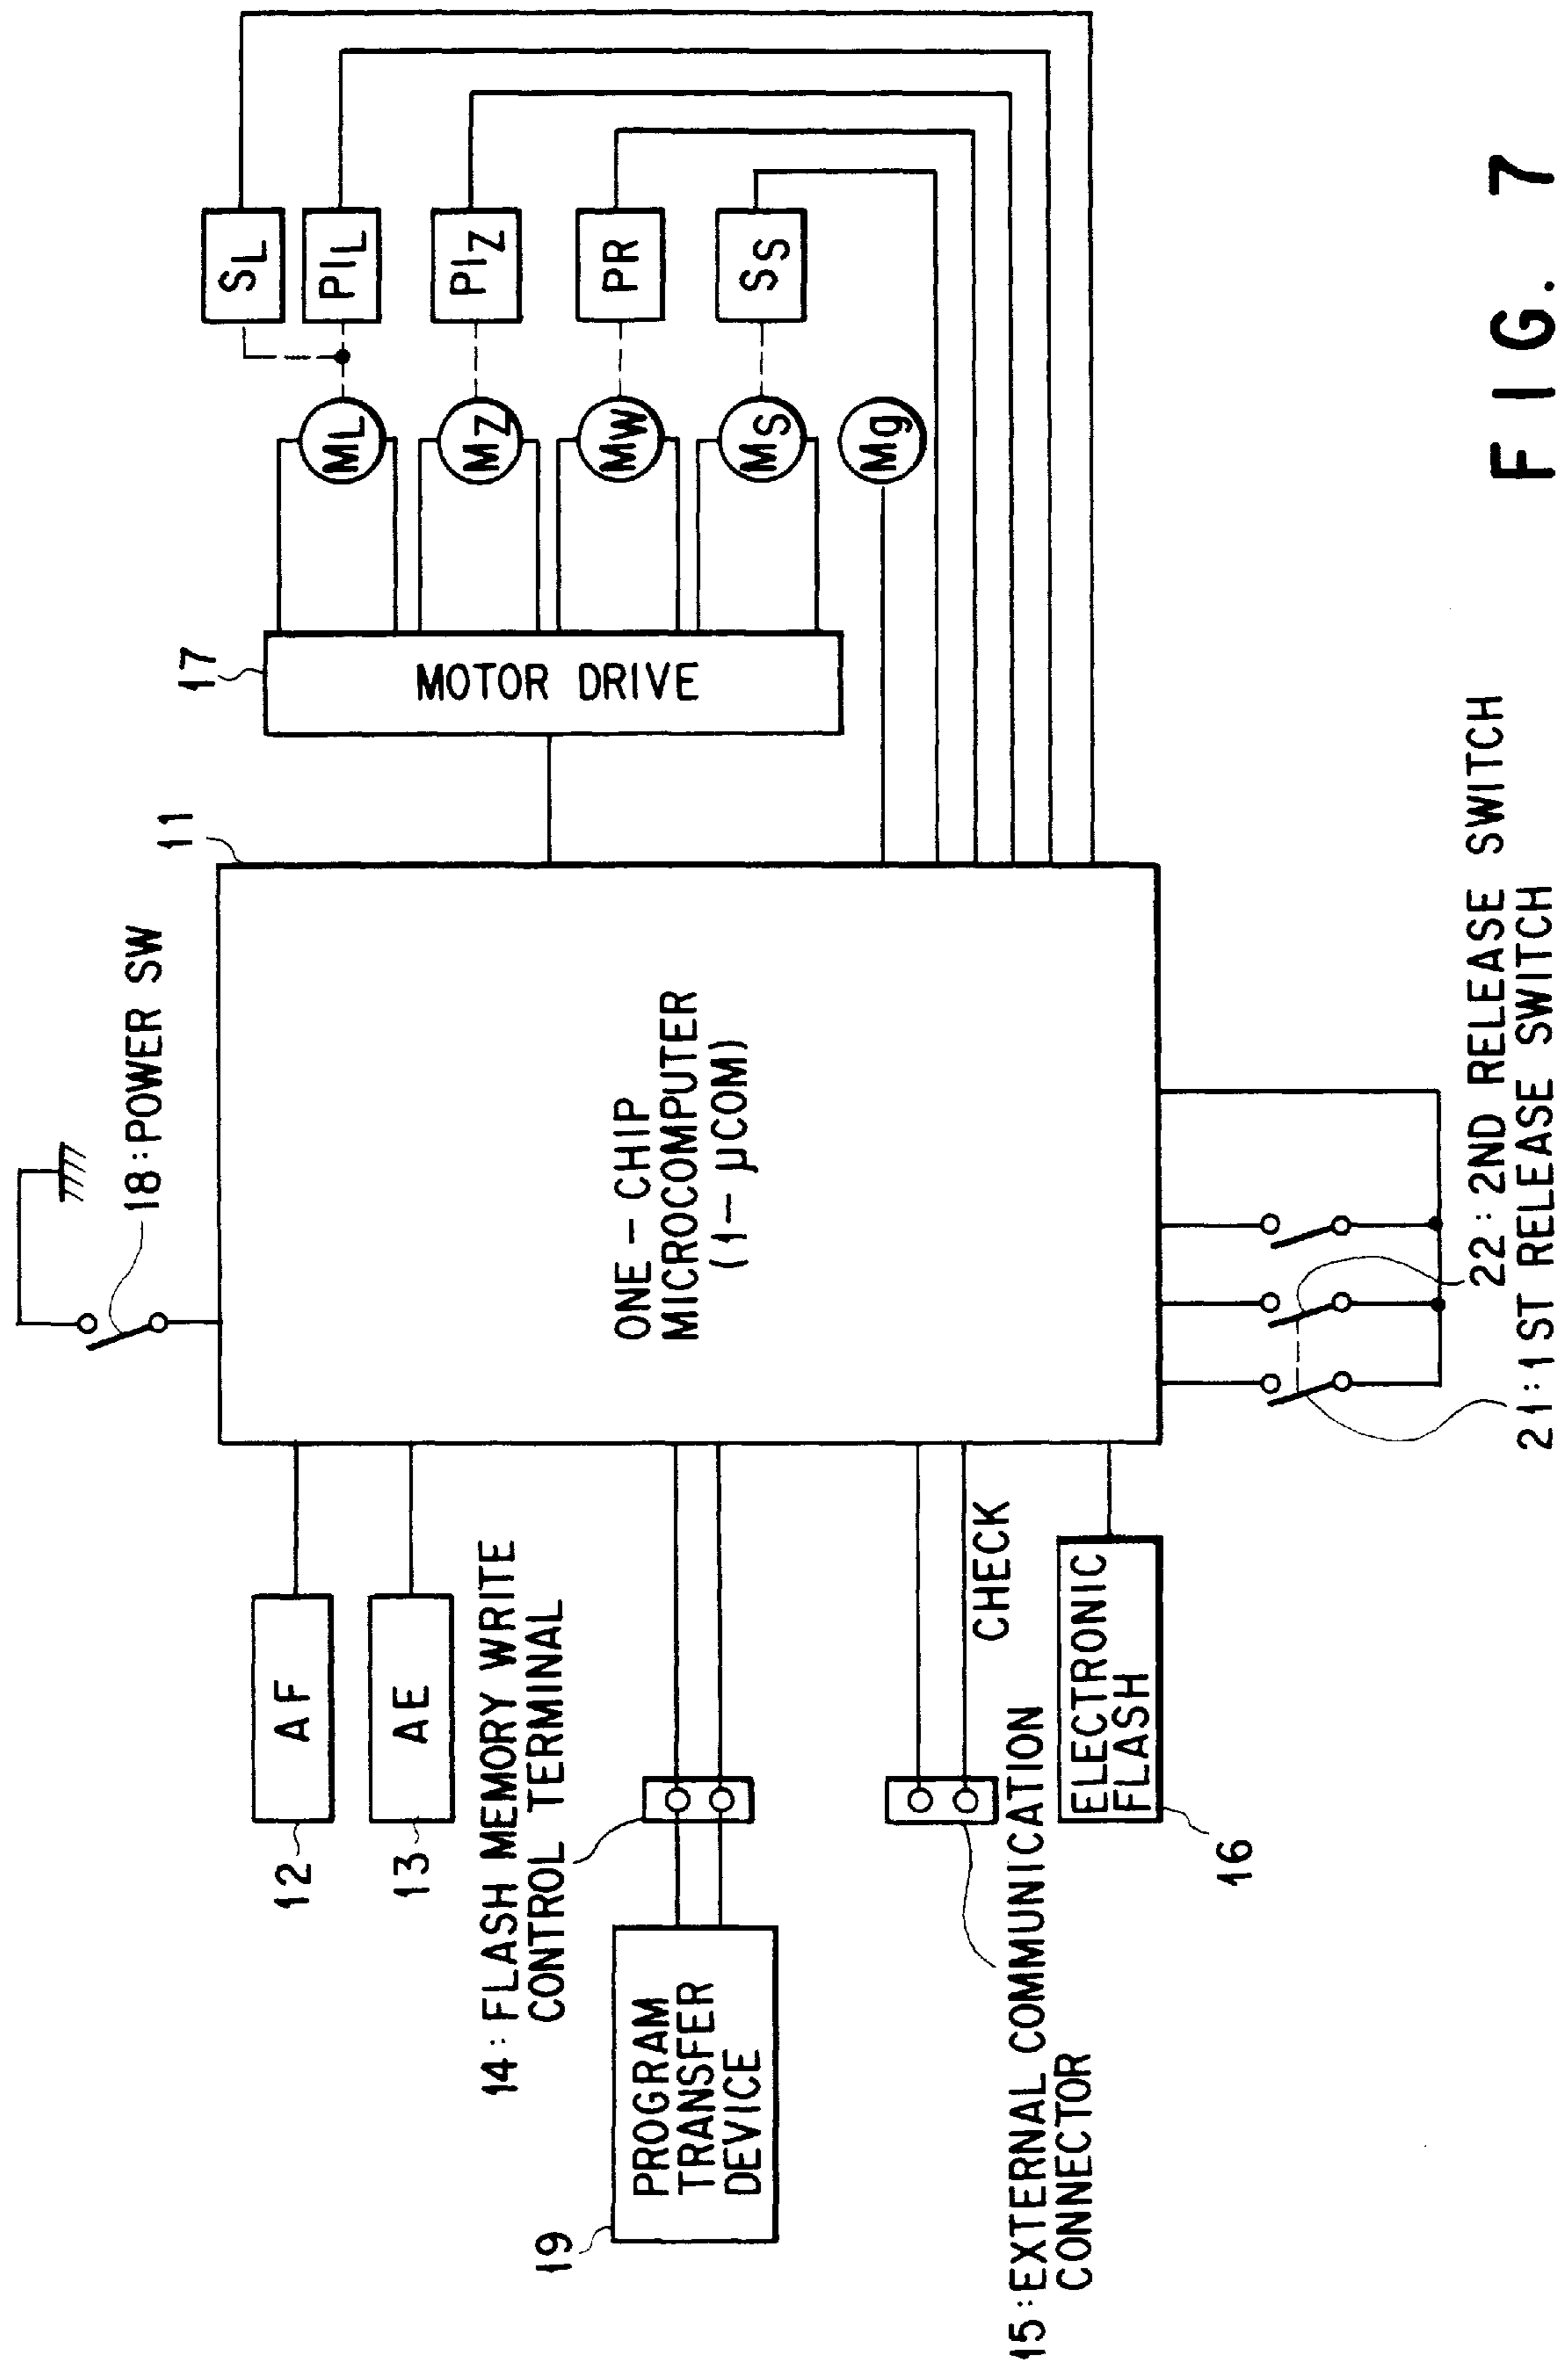 18:POWER SW
11
17
SL
PIL
PIZ
PR
SS
ML
MZ
MW
MS
Mg
MOTOR DRIVE
ONE-CHIP
MICROCOMPUTER
(1-μCOM)
AF
12
AE
13
14:FLASH MEMORY WRITE
CONTROL TERMINAL
19
PROGRAM
TRANSFER
DEVICE
CHECK
15:EXTERNAL COMMUNICATION
CONNECTOR
ELECTRONIC
FLASH
16
22:2ND RELEASE SWITCH
21:1ST RELEASE SWITCH
FIG. 7